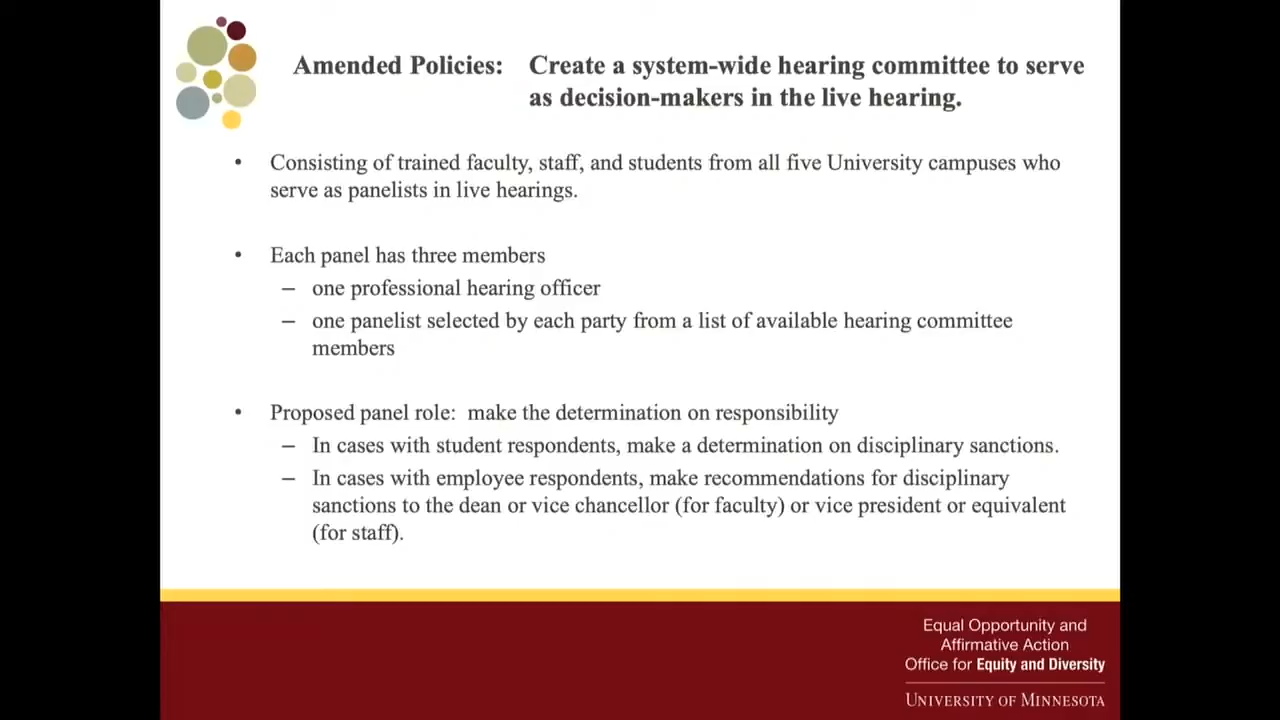 Amended Policies: Create a system-wide hearing committee to serve
as decision-makers in the live hearing.
• Consisting of trained faculty, staff, and students from all five University campuses who
serve as panelists in live hearings.
• Each panel has three members
– one professional hearing officer
– one panelist selected by each party from a list of available hearing committee
members
• Proposed panel role: make the determination on responsibility
– In cases with student respondents, make a determination on disciplinary sanctions.
– In cases with employee respondents, make recommendations for disciplinary
sanctions to the dean or vice chancellor (for faculty) or vice president or equivalent
(for staff).
Equal Opportunity and
Affirmative Action
Office for Equity and Diversity
UNIVERSITY OF MINNESOTA